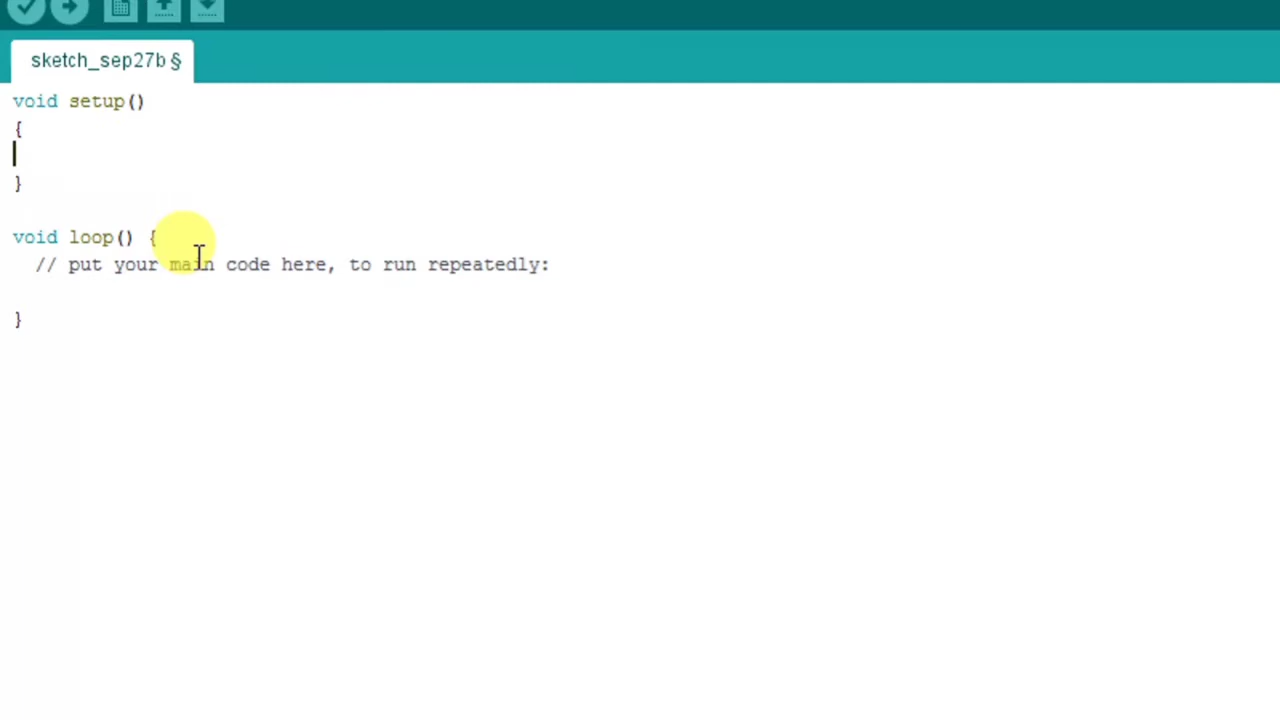 sketch_sep27b §
void setup()
{
}
void loop() {
// put your main code here, to run repeatedly:
}